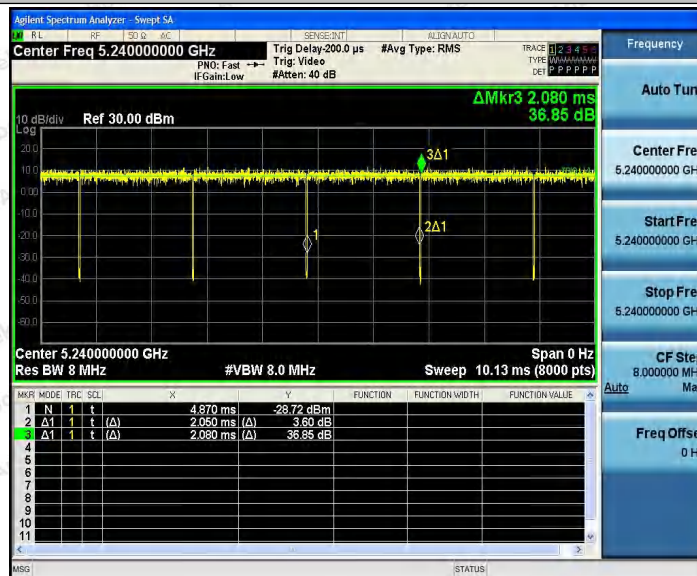 Agilent Spectrum Analyzer - Swept SA
RL RF 50 Ω AC SENSE:INT ALIGN AUTO
Center Freq 5.240000000 GHz
PNO: Fast
IFGain:Low
Trig Delay-200.0 µs
Trig: Video
#Atten: 40 dB
#Avg Type: RMS
TRACE 1 2 3 4 5 6
TYPE
DET P P P P P P
ΔMkr3 2.080 ms
36.85 dB
10 dB/div Ref 30.00 dBm
Log
20.0
10.0
0.00
-10.0
-20.0
-30.0
-40.0
-50.0
-60.0
3Δ1
1
2Δ1
Center 5.240000000 GHz Span 0 Hz
Res BW 8 MHz #VBW 8.0 MHz Sweep 10.13 ms (8000 pts)
MKR MODE TRC SCL X Y FUNCTION FUNCTION WIDTH FUNCTION VALUE
1 N 1 t 4.870 ms -28.72 dBm
2 Δ1 1 t (Δ) 2.050 ms (Δ) 3.60 dB
3 Δ1 1 t (Δ) 2.080 ms (Δ) 36.85 dB
4
5
6
7
8
9
10
11
MSG STATUS
Frequency
Auto Tun
Center Fre
5.240000000 GH
Start Fre
5.240000000 GH
Stop Fre
5.240000000 GH
CF Ste
8.000000 MH
Auto Ma
Freq Offse
0 H